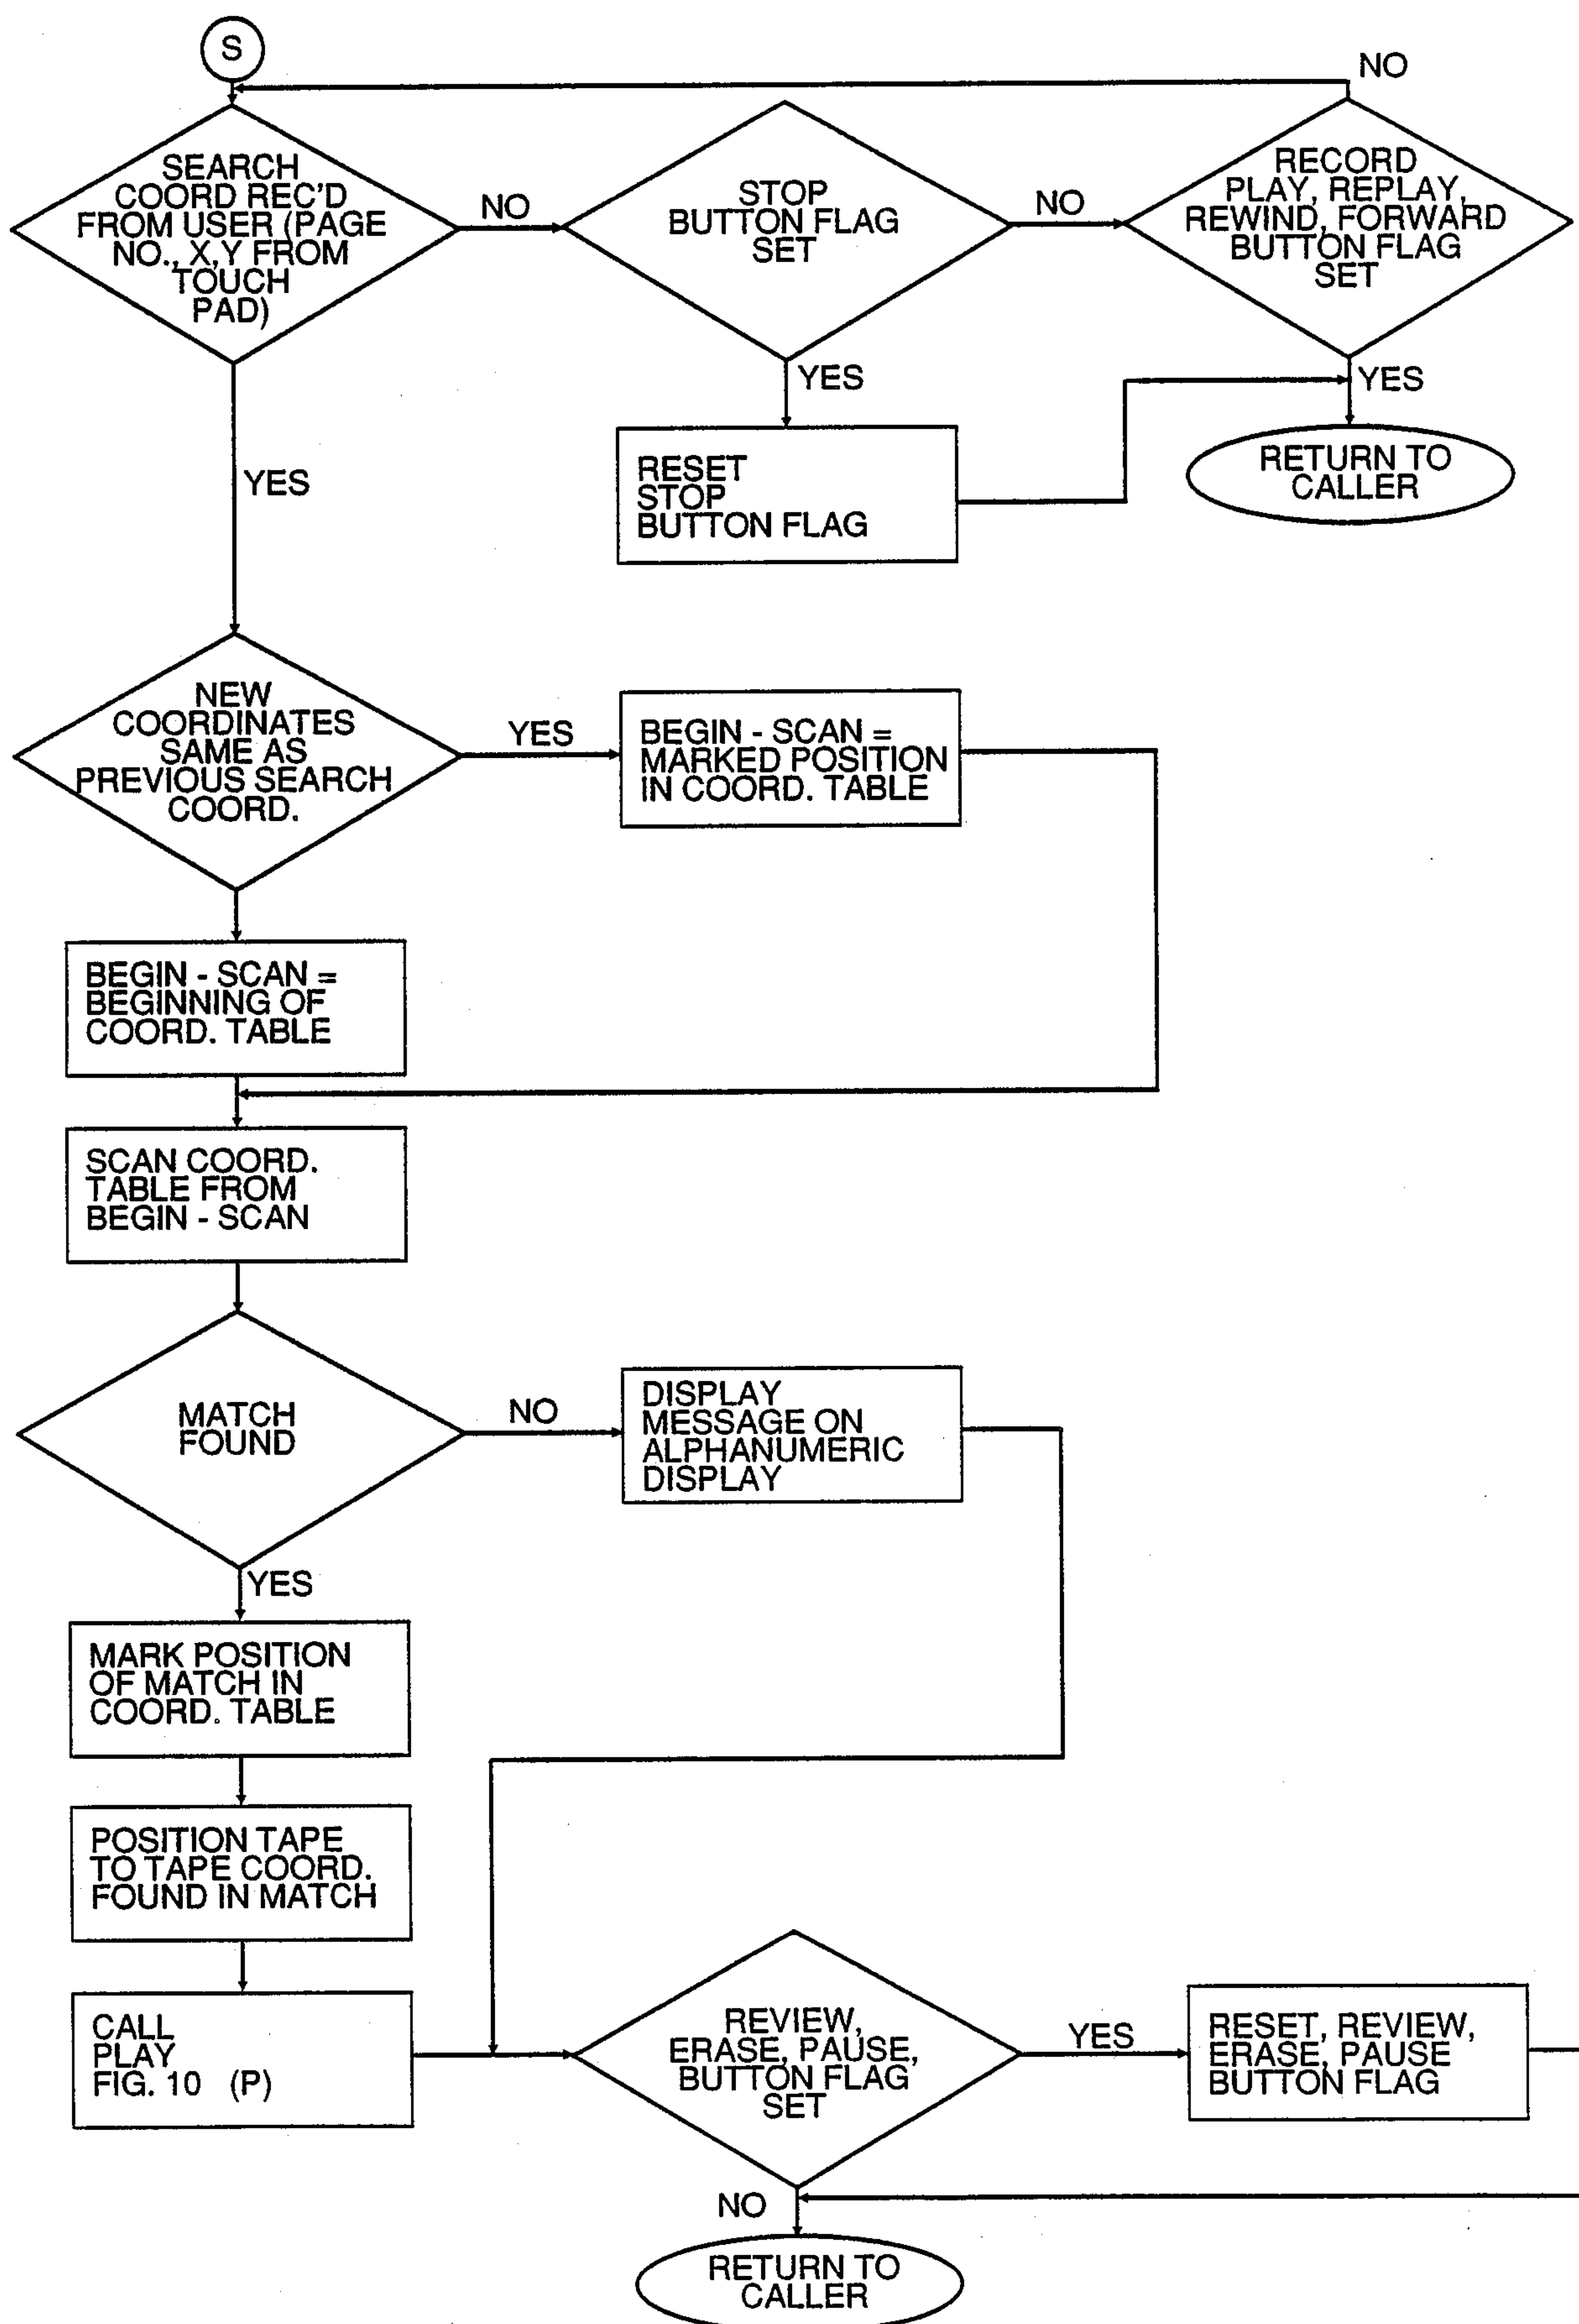 S
NO
SEARCH
COORD REC'D
FROM USER (PAGE
NO., X,Y FROM
TOUCH
PAD)
NO
STOP
BUTTON FLAG
SET
NO
RECORD
PLAY, REPLAY,
REWIND, FORWARD
BUTTON FLAG
SET
YES
YES
YES
RESET
STOP
BUTTON FLAG
RETURN TO
CALLER
NEW
COORDINATES
SAME AS
PREVIOUS SEARCH
COORD.
YES
BEGIN - SCAN =
MARKED POSITION
IN COORD. TABLE
BEGIN - SCAN =
BEGINNING OF
COORD. TABLE
SCAN COORD.
TABLE FROM
BEGIN - SCAN
MATCH
FOUND
NO
DISPLAY
MESSAGE ON
ALPHANUMERIC
DISPLAY
YES
MARK POSITION
OF MATCH IN
COORD. TABLE
POSITION TAPE
TO TAPE COORD.
FOUND IN MATCH
CALL
PLAY
FIG. 10 (P)
REVIEW,
ERASE, PAUSE,
BUTTON FLAG
SET
YES
RESET, REVIEW,
ERASE, PAUSE
BUTTON FLAG
NO
RETURN TO
CALLER